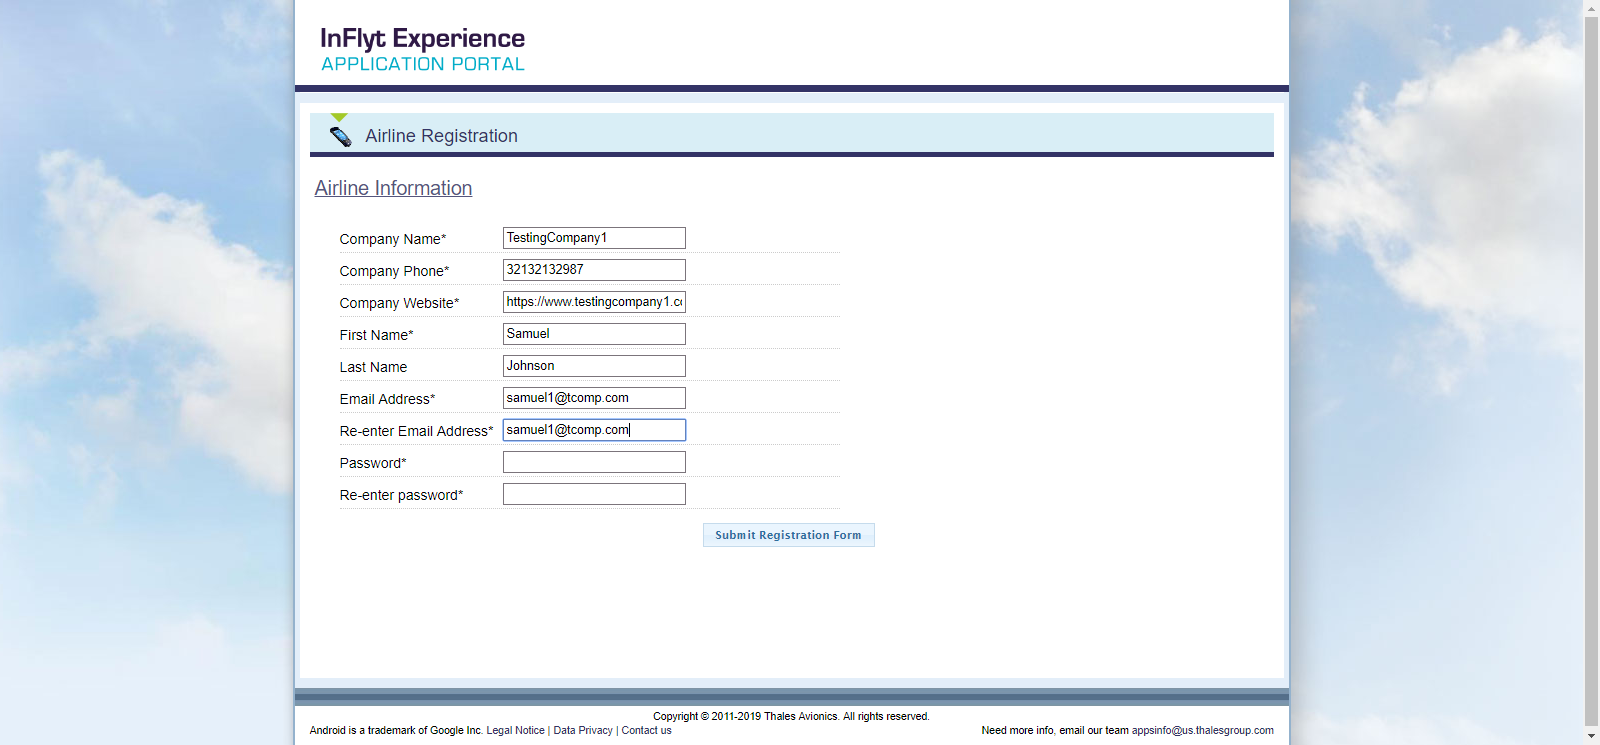 InFlyt Experience
APPLICATION PORTAL
Airline Registration
Airline Information
Company Name* TestingCompany1
Company Phone* 32132132987
Company Website* https://www.testingcompany1.c
First Name* Samuel
Last Name Johnson
Email Address* samuel1@tcomp.com
Re-enter Email Address* samuel1@tcomp.com
Password*
Re-enter password*
Submit Registration Form
Copyright © 2011-2019 Thales Avionics. All rights reserved.
Android is a trademark of Google Inc. Legal Notice | Data Privacy | Contact us Need more info, email our team appsinfo@us.thalesgroup.com